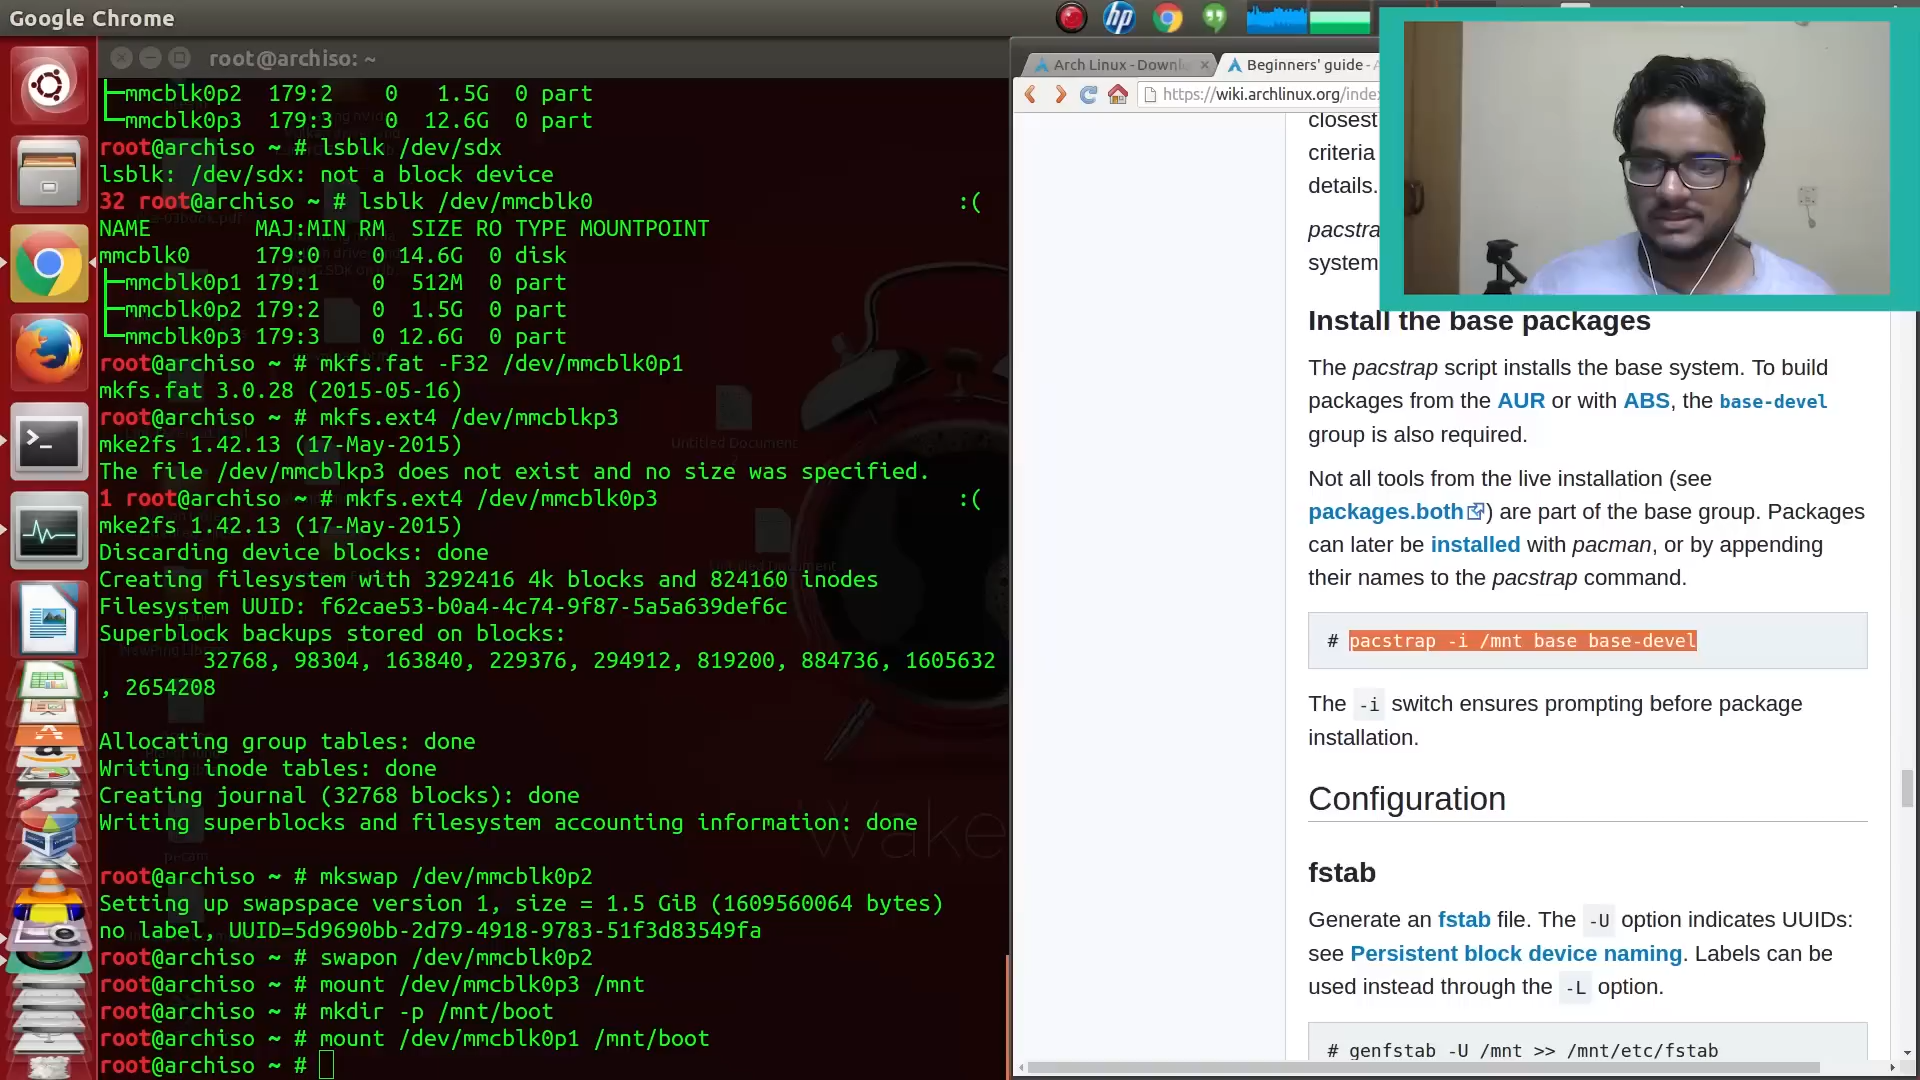 Google Chrome
root@archiso: ~
├─mmcblk0p2  179:2    0   1.5G  0 part
└─mmcblk0p3  179:3    0  12.6G  0 part
root@archiso ~ # lsblk /dev/sdx
lsblk: /dev/sdx: not a block device
32 root@archiso ~ # lsblk /dev/mmcblk0 :(
NAME        MAJ:MIN RM   SIZE RO TYPE MOUNTPOINT
mmcblk0     179:0    0  14.6G  0 disk
├─mmcblk0p1 179:1    0   512M  0 part
├─mmcblk0p2 179:2    0   1.5G  0 part
└─mmcblk0p3 179:3    0  12.6G  0 part
root@archiso ~ # mkfs.fat -F32 /dev/mmcblk0p1
mkfs.fat 3.0.28 (2015-05-16)
root@archiso ~ # mkfs.ext4 /dev/mmcblkp3
mke2fs 1.42.13 (17-May-2015)
The file /dev/mmcblkp3 does not exist and no size was specified.
1 root@archiso ~ # mkfs.ext4 /dev/mmcblk0p3 :(
mke2fs 1.42.13 (17-May-2015)
Discarding device blocks: done
Creating filesystem with 3292416 4k blocks and 824160 inodes
Filesystem UUID: f62cae53-b0a4-4c74-9f87-5a5a639def6c
Superblock backups stored on blocks:
32768, 98304, 163840, 229376, 294912, 819200, 884736, 1605632
, 2654208
Allocating group tables: done
Writing inode tables: done
Creating journal (32768 blocks): done
Writing superblocks and filesystem accounting information: done
root@archiso ~ # mkswap /dev/mmcblk0p2
Setting up swapspace version 1, size = 1.5 GiB (1609560064 bytes)
no label, UUID=5d9690bb-2d79-4918-9783-51f3d83549fa
root@archiso ~ # swapon /dev/mmcblk0p2
root@archiso ~ # mount /dev/mmcblk0p3 /mnt
root@archiso ~ # mkdir -p /mnt/boot
root@archiso ~ # mount /dev/mmcblk0p1 /mnt/boot
root@archiso ~ #
Untitled Document
Wake
hp
Arch Linux - Downl
Beginners' guide - A
https://wiki.archlinux.org/index
closest
criteria
details.
pacstra
system
Install the base packages
The pacstrap script installs the base system. To build
packages from the AUR or with ABS, the base-devel
group is also required.
Not all tools from the live installation (see
packages.both) are part of the base group. Packages
can later be installed with pacman, or by appending
their names to the pacstrap command.
# pacstrap -i /mnt base base-devel
The -i switch ensures prompting before package
installation.
Configuration
fstab
Generate an fstab file. The -U option indicates UUIDs:
see Persistent block device naming. Labels can be
used instead through the -L option.
# genfstab -U /mnt >> /mnt/etc/fstab